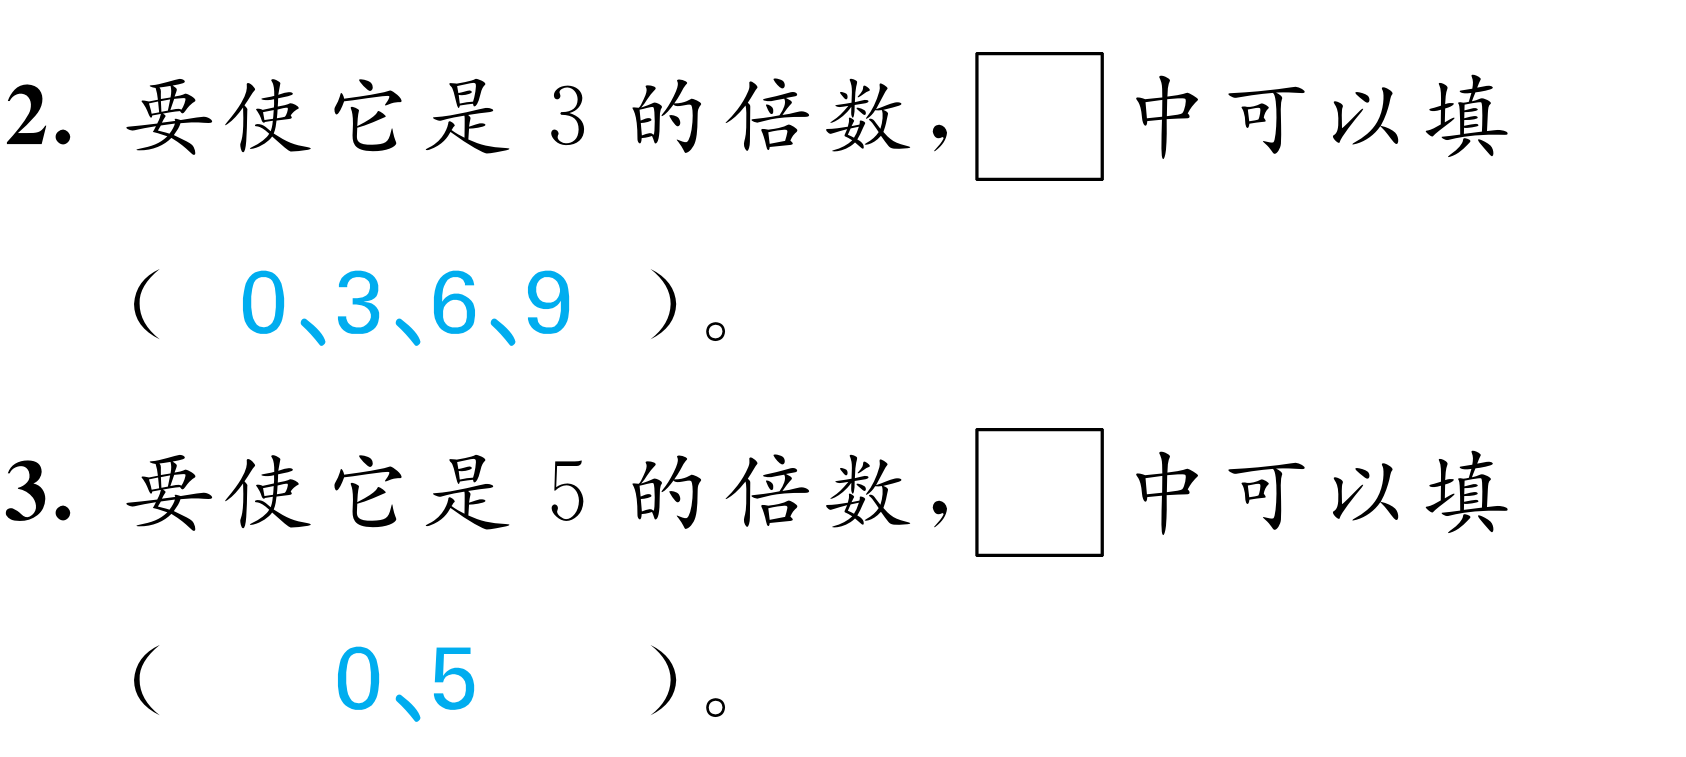 2. 要使它是 3 的倍数,□中可以填
( 0、3、6、9 )。
3. 要使它是 5 的倍数,□中可以填
( 0、5 )。